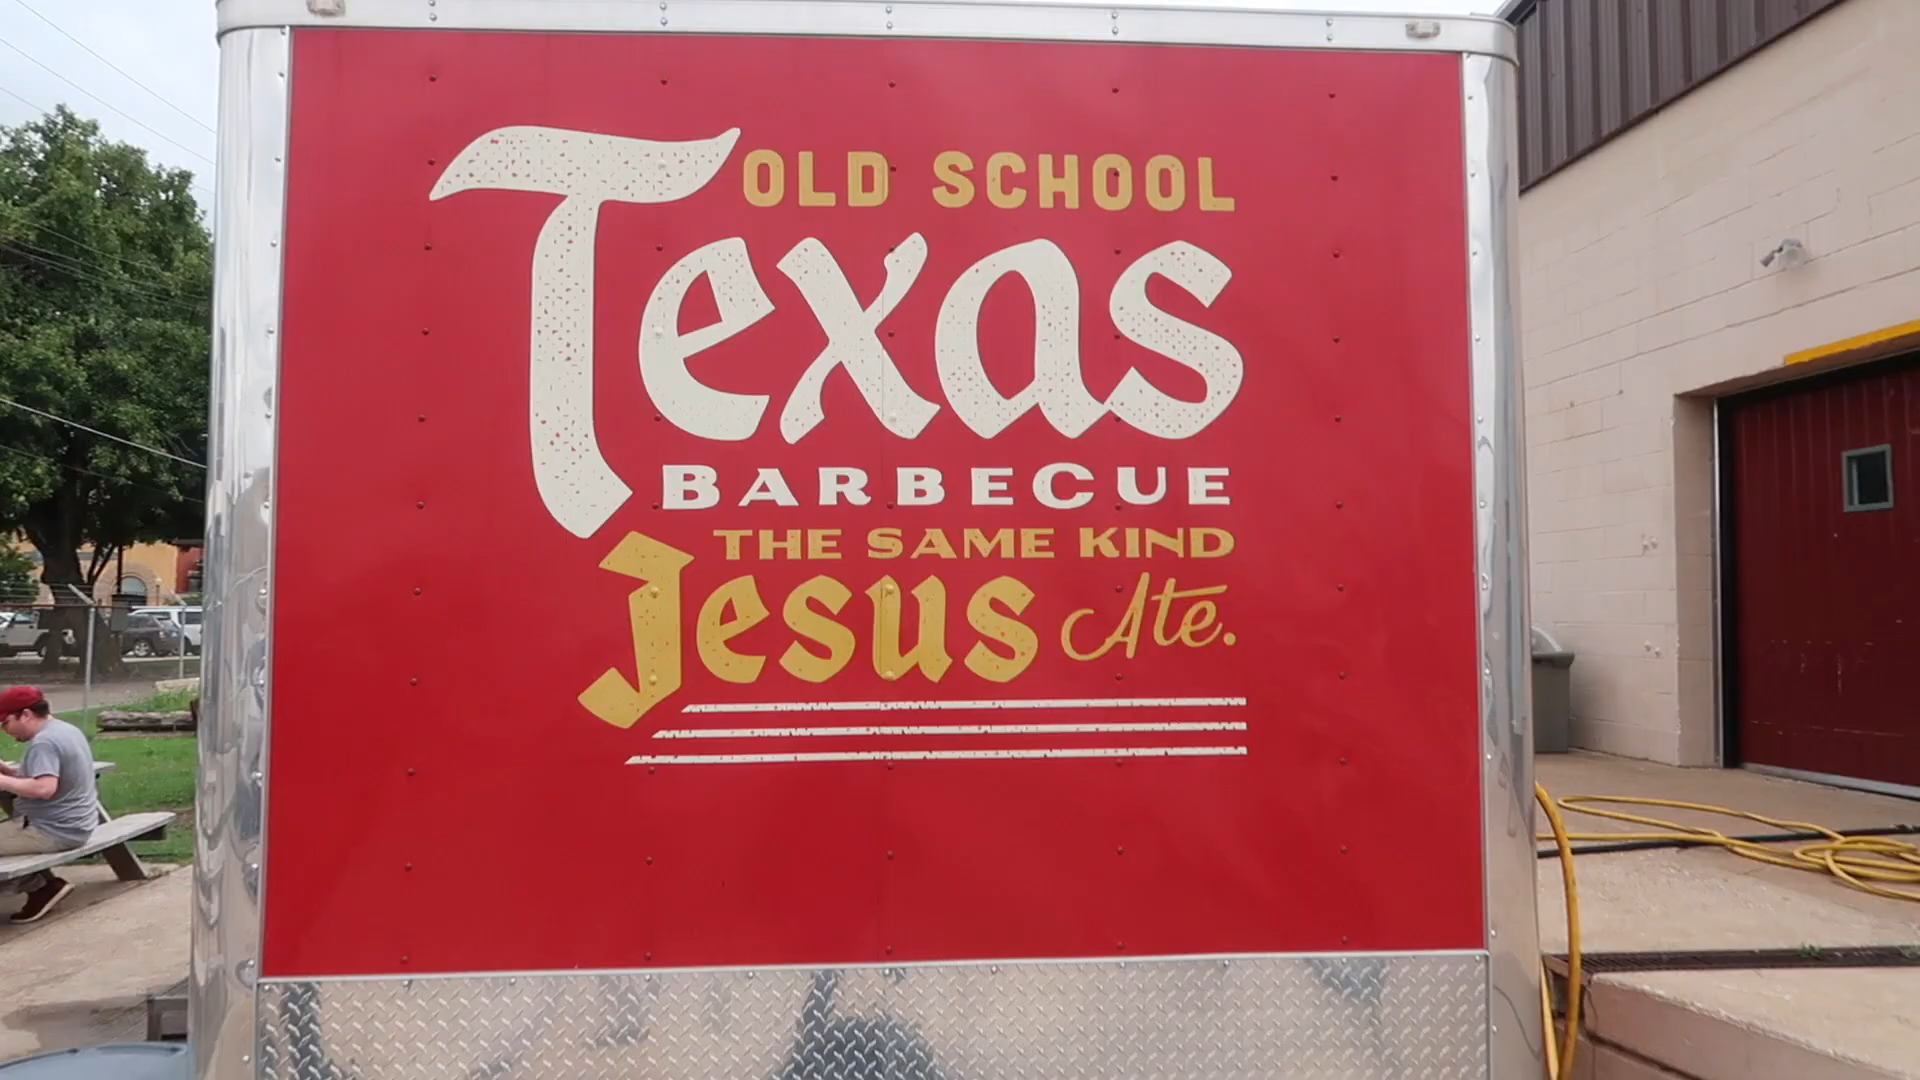 OLD SCHOOL
Texas
BARBECUE
THE SAME KIND
Jesus Ate.